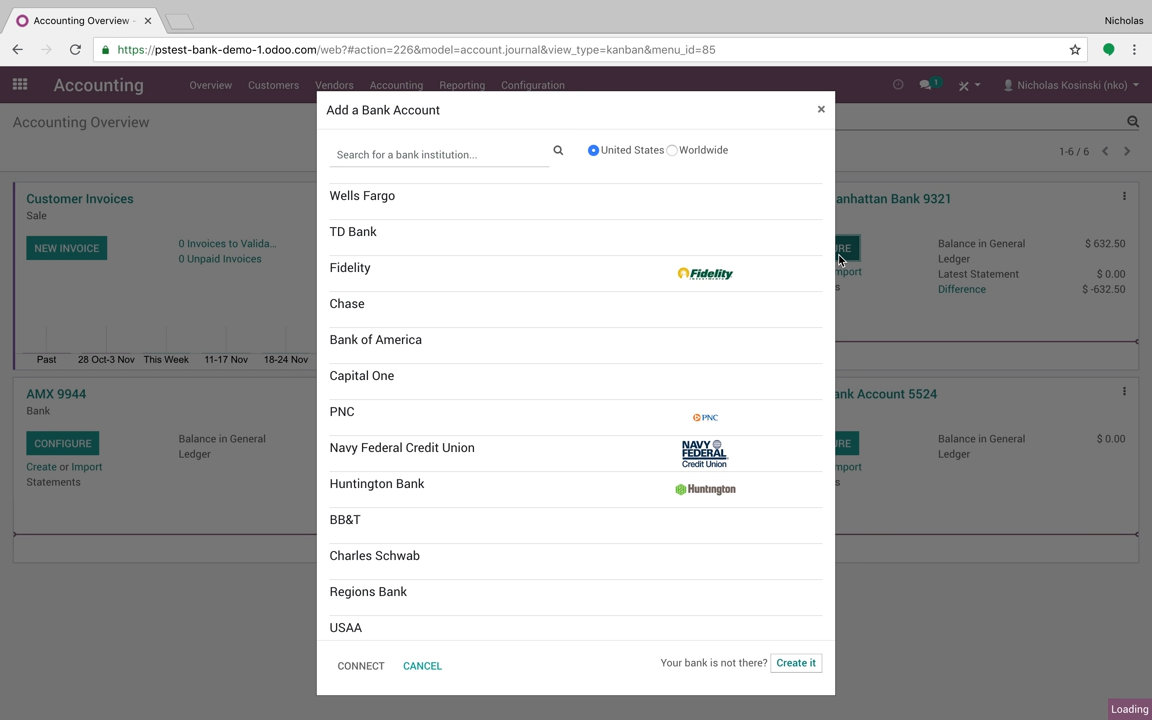 Accounting Overview -
Nicholas
https://pstest-bank-demo-1.odoo.com/web?#action=226&model=account.journal&view_type=kanban&menu_id=85
Accounting
Overview
Customers
Vendors
Accounting
Reporting
Configuration
1
Nicholas Kosinski (nko)
Accounting Overview
1-6 / 6
Customer Invoices
Sale
NEW INVOICE
0 Invoices to Valida...
0 Unpaid Invoices
Past
28 Oct-3 Nov
This Week
11-17 Nov
18-24 Nov
AMX 9944
Bank
CONFIGURE
Create or Import
Statements
Balance in General
Ledger
Add a Bank Account
×
Search for a bank institution...
United States
Worldwide
Wells Fargo
TD Bank
Fidelity
Fidelity
INVESTMENTS
Chase
Bank of America
Capital One
PNC
PNC
Navy Federal Credit Union
NAVY
FEDERAL
Credit Union
Huntington Bank
Huntington
BB&T
Charles Schwab
Regions Bank
USAA
CONNECT
CANCEL
Your bank is not there?
Create it
anhattan Bank 9321
URE
mport
s
Balance in General
Ledger
$ 632.50
Latest Statement
$ 0.00
Difference
$ -632.50
ank Account 5524
URE
mport
s
Balance in General
Ledger
$ 0.00
Loading